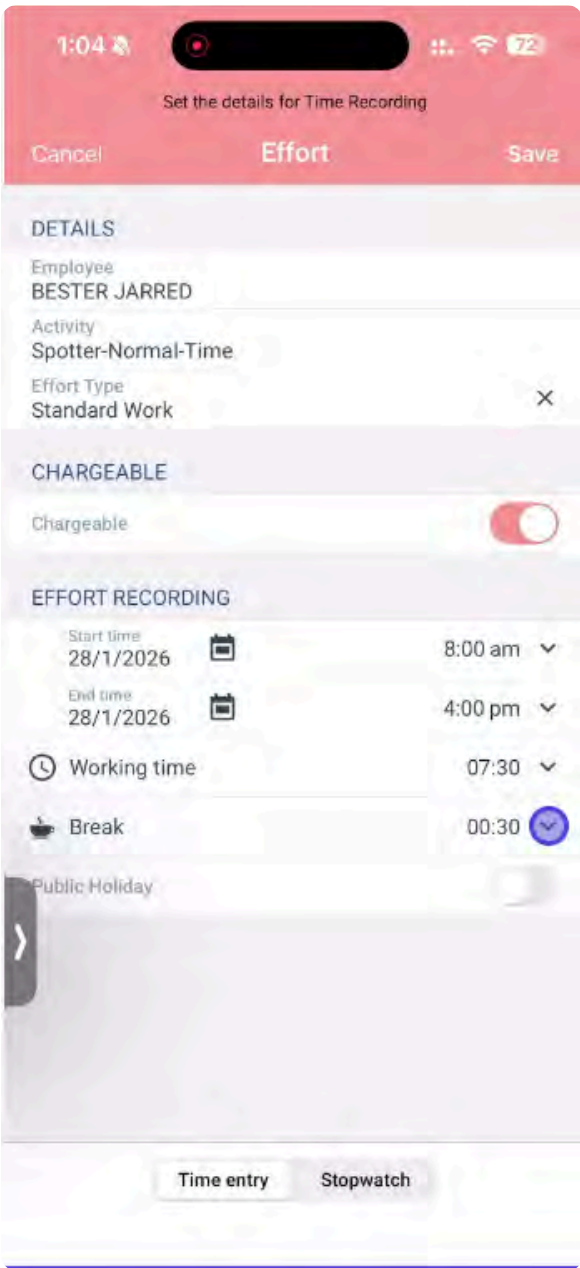 1:04
72
Set the details for Time Recording
Cancel
Effort
Save
DETAILS
Employee
BESTER JARRED
Activity
Spotter-Normal-Time
Effort Type
Standard Work
CHARGEABLE
Chargeable
EFFORT RECORDING
Start time
28/1/2026
8:00 am
End time
28/1/2026
4:00 pm
Working time
07:30
Break
00:30
Public Holiday
Time entry
Stopwatch